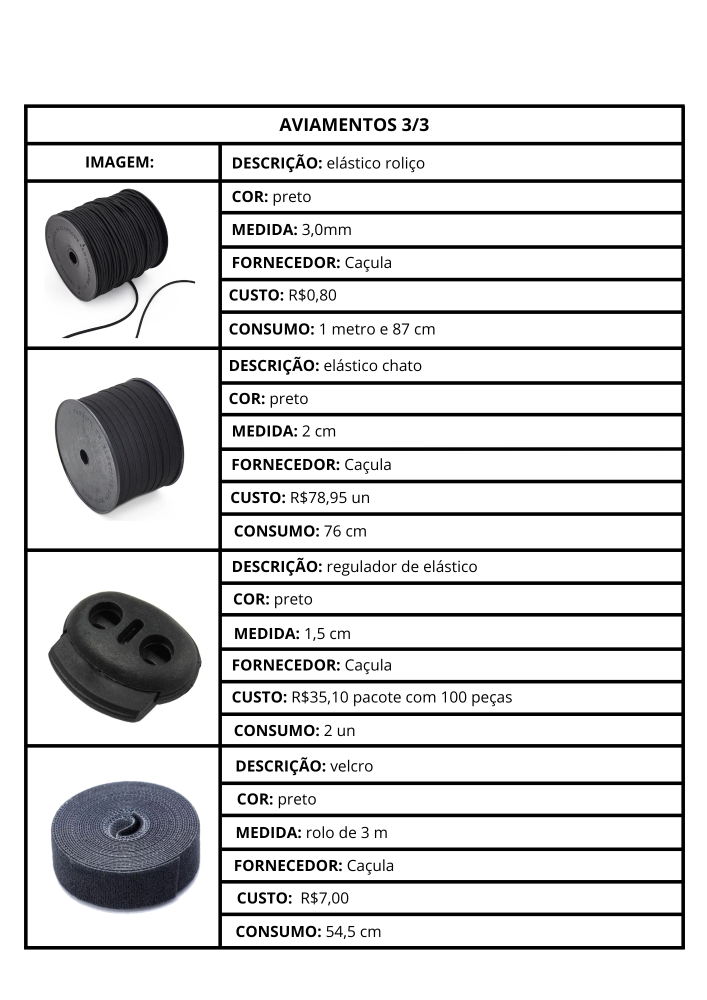 AVIAMENTOS 3/3
IMAGEM:
DESCRIÇÃO: elástico roliço
COR: preto
MEDIDA: 3,0mm
FORNECEDOR: Caçula
CUSTO: R$0,80
CONSUMO: 1 metro e 87 cm
DESCRIÇÃO: elástico chato
COR: preto
MEDIDA: 2 cm
FORNECEDOR: Caçula
CUSTO: R$78,95 un
CONSUMO: 76 cm
DESCRIÇÃO: regulador de elástico
COR: preto
MEDIDA: 1,5 cm
FORNECEDOR: Caçula
CUSTO: R$35,10 pacote com 100 peças
CONSUMO: 2 un
DESCRIÇÃO: velcro
COR: preto
MEDIDA: rolo de 3 m
FORNECEDOR: Caçula
CUSTO: R$7,00
CONSUMO: 54,5 cm